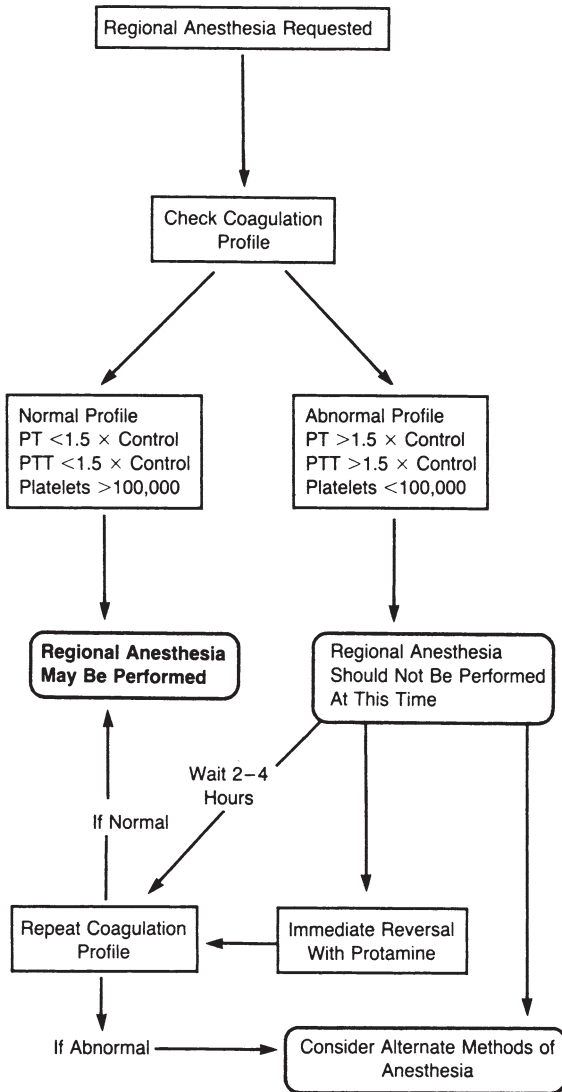 Regional Anesthesia Requested
Check Coagulation
Profile
Normal Profile
PT <1.5 × Control
PTT <1.5 × Control
Platelets >100,000
Abnormal Profile
PT >1.5 × Control
PTT >1.5 × Control
Platelets <100,000
Regional Anesthesia
May Be Performed
Regional Anesthesia
Should Not Be Performed
At This Time
Wait 2–4
Hours
If Normal
Repeat Coagulation
Profile
Immediate Reversal
With Protamine
If Abnormal
Consider Alternate Methods of
Anesthesia